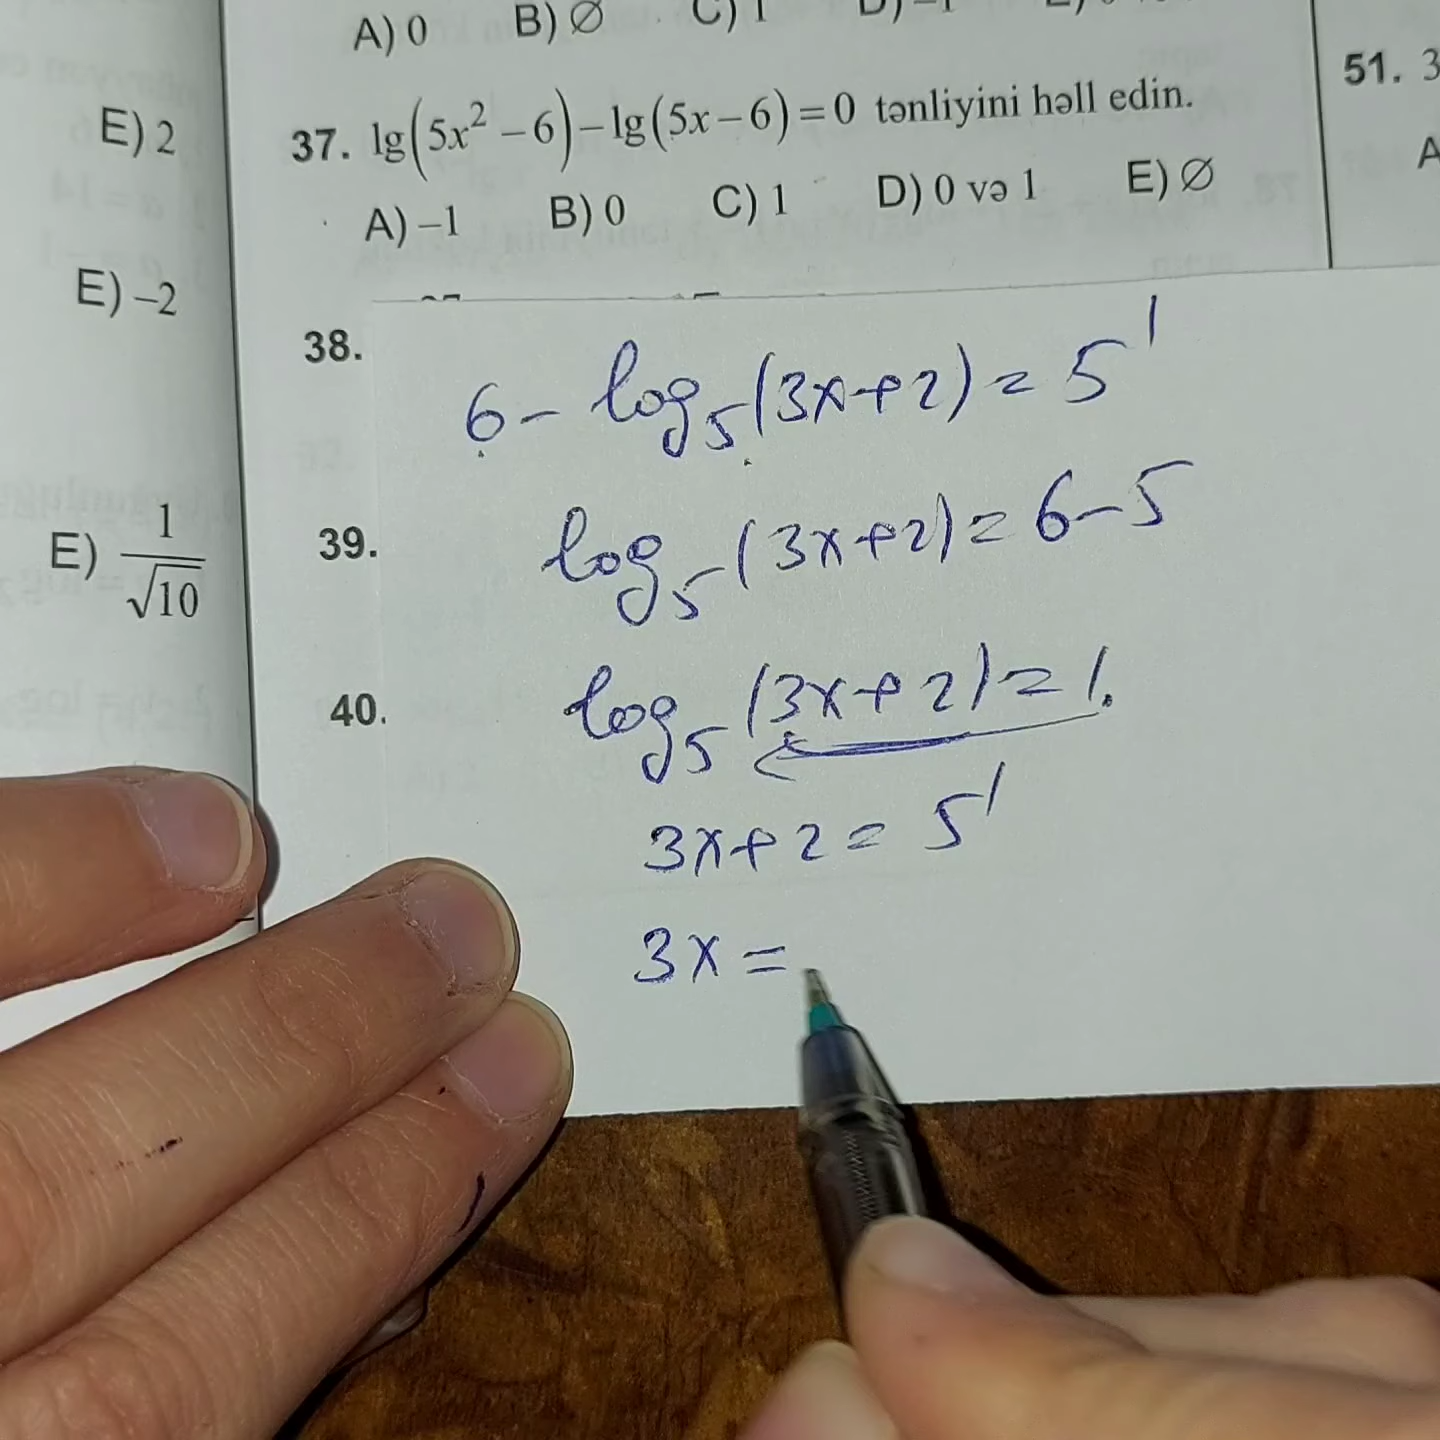 A) 0 B) ∅ C) 1 D) –1
37. lg(5x² – 6) – lg(5x – 6) = 0 tənliyini həll edin.
A) –1 B) 0 C) 1 D) 0 və 1 E) ∅
E) 2
E) –2
E) 1/√10
51. 3
A
38.
6 – log₅(3x+2) = 5¹
39.
log₅(3x+2) = 6–5
40.
log₅(3x+2) = 1.
3x+2 = 5¹
3x =